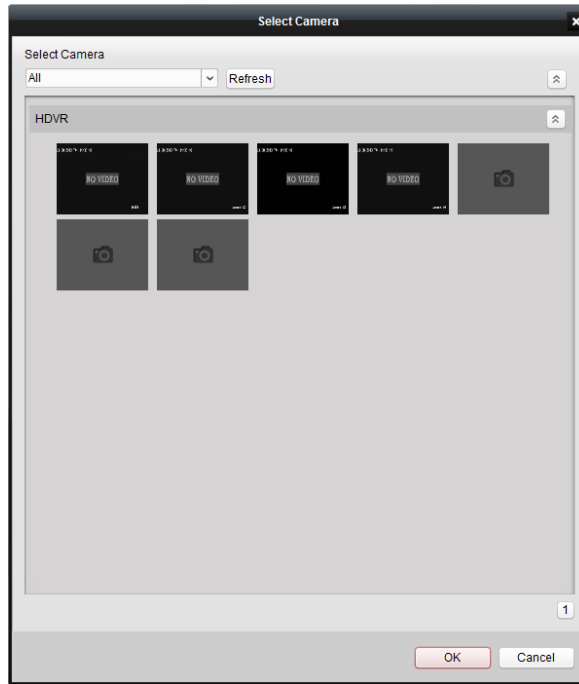 Select Camera
Select Camera
All
Refresh
HDVR
NO VIDEO
NO VIDEO
NO VIDEO
NO VIDEO
1
OK
Cancel